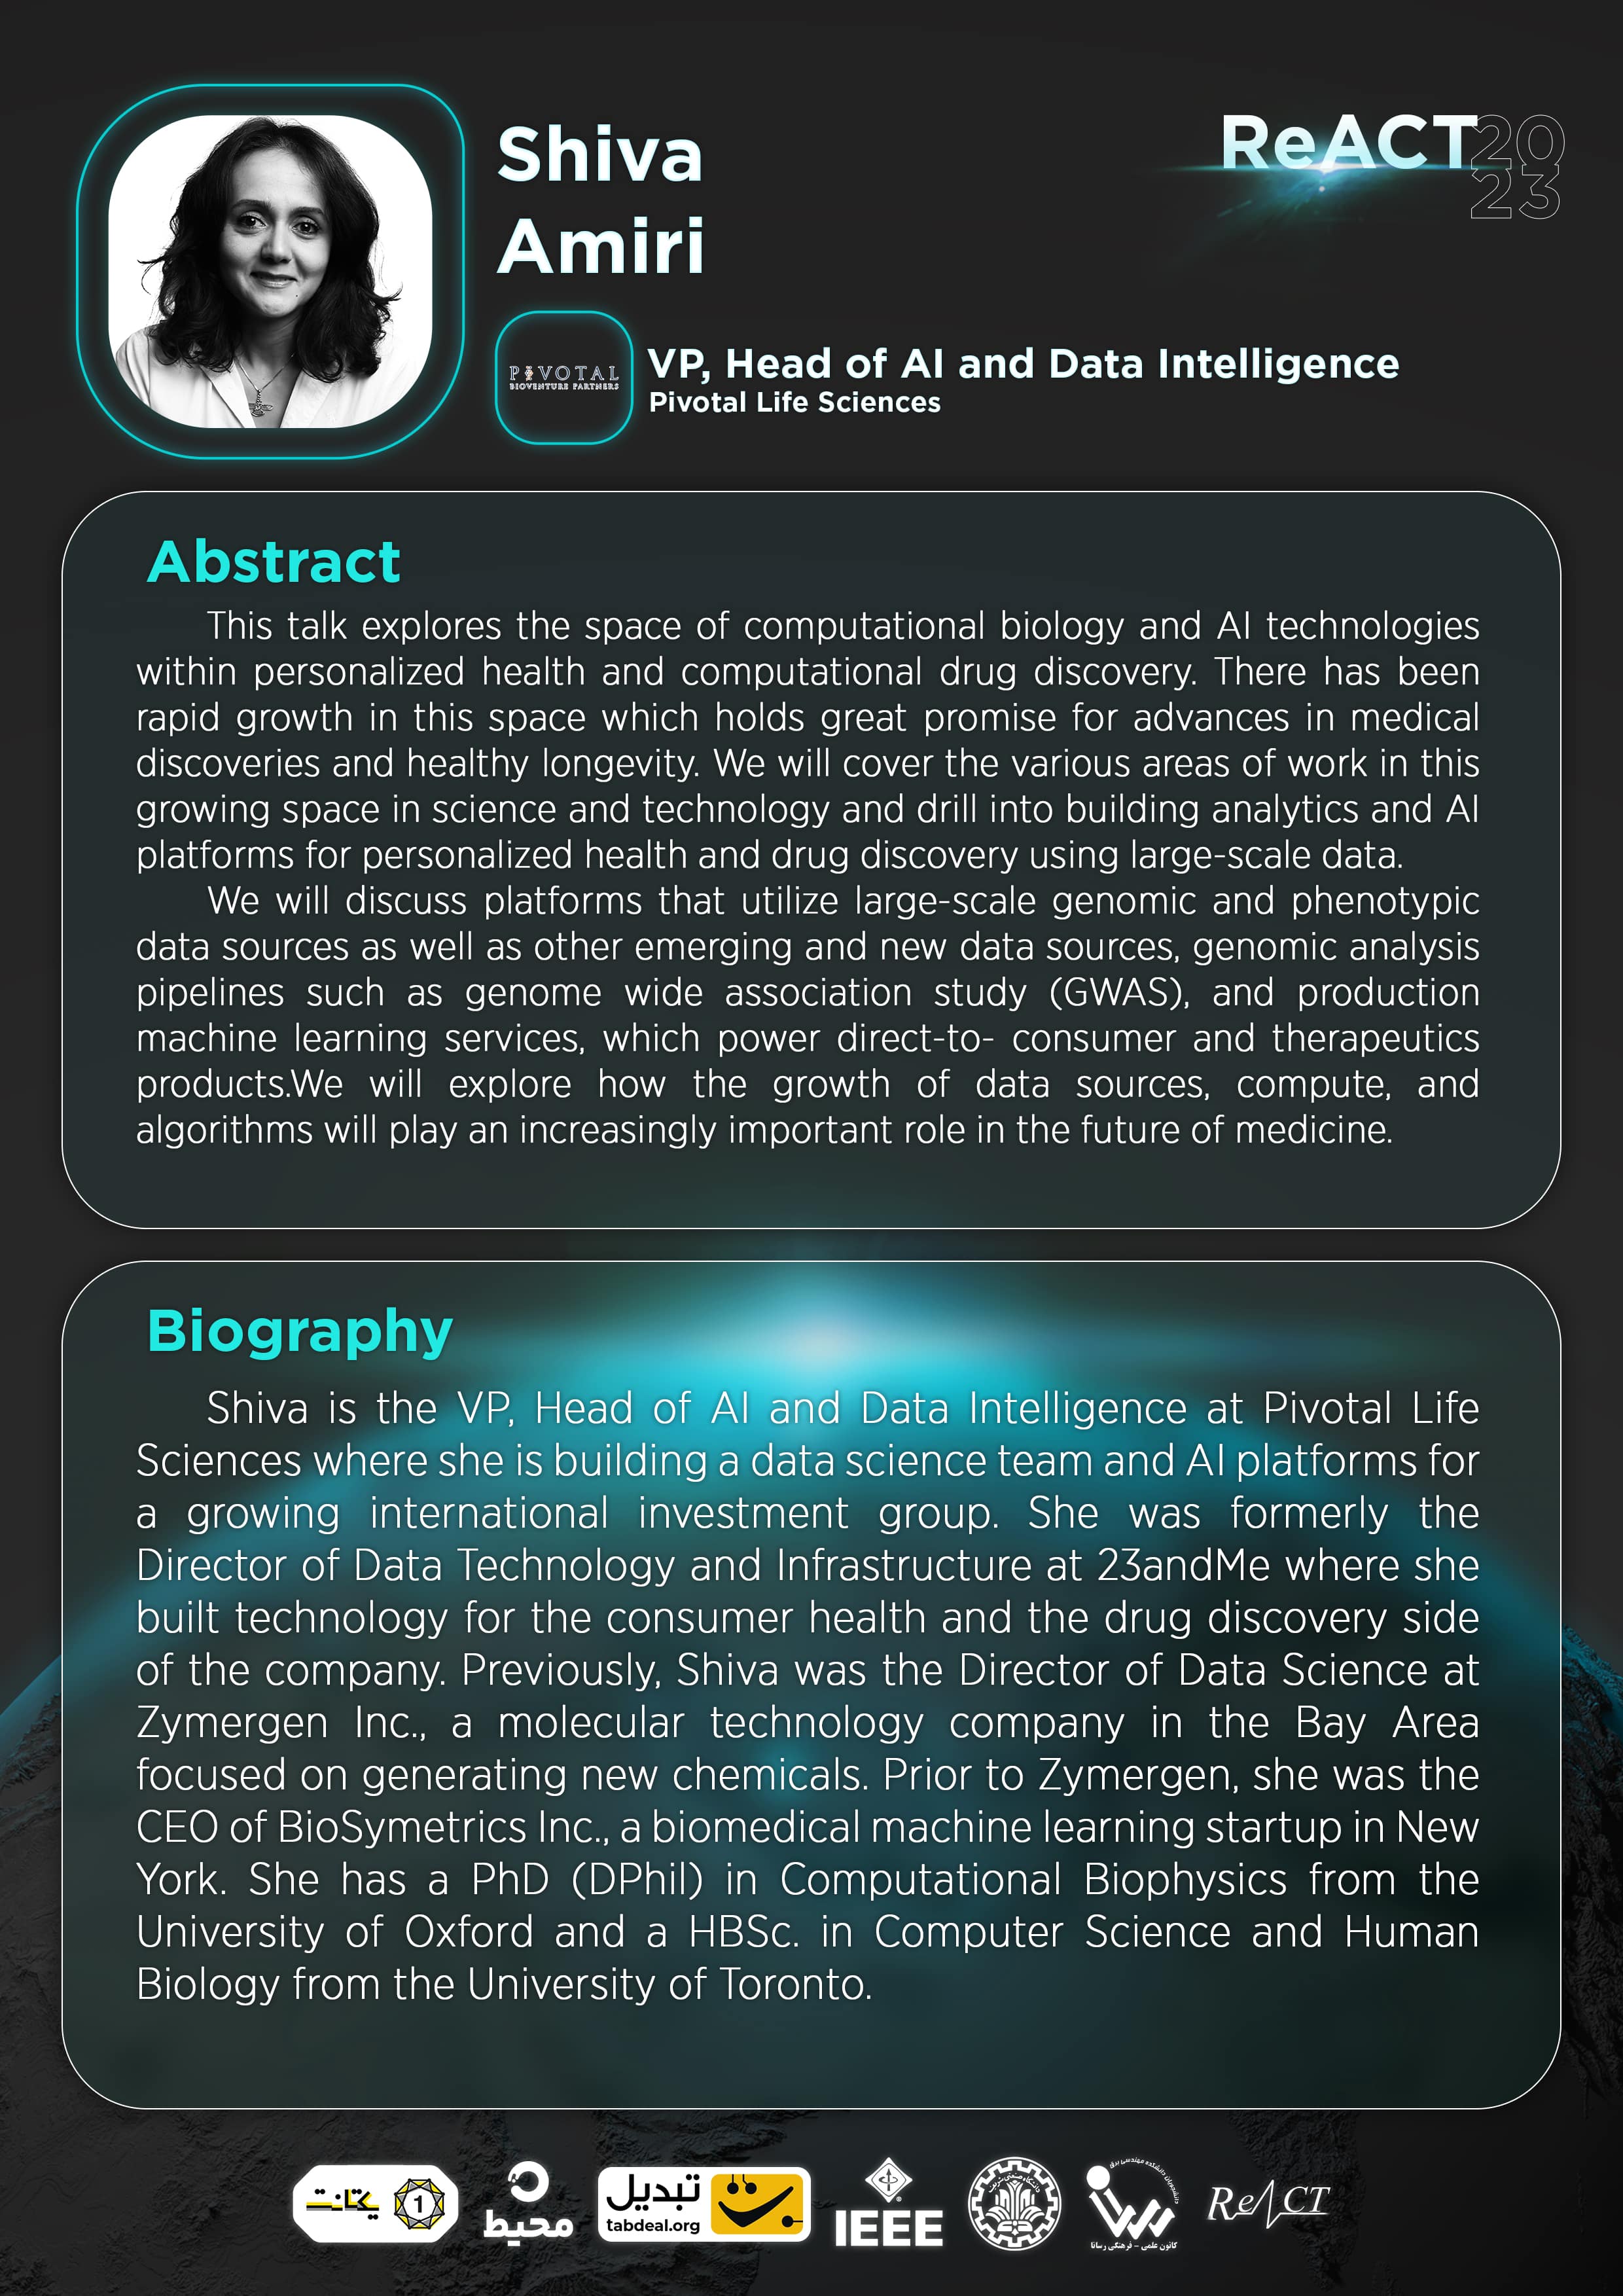 Shiva
Amiri
ReACT
20
23
PIVOTAL
BIOVENTURE PARTNERS
VP, Head of AI and Data Intelligence
Pivotal Life Sciences
Abstract
This talk explores the space of computational biology and AI technologies
within personalized health and computational drug discovery. There has been
rapid growth in this space which holds great promise for advances in medical
discoveries and healthy longevity. We will cover the various areas of work in this
growing space in science and technology and drill into building analytics and AI
platforms for personalized health and drug discovery using large-scale data.
We will discuss platforms that utilize large-scale genomic and phenotypic
data sources as well as other emerging and new data sources, genomic analysis
pipelines such as genome wide association study (GWAS), and production
machine learning services, which power direct-to- consumer and therapeutics
products.We will explore how the growth of data sources, compute, and
algorithms will play an increasingly important role in the future of medicine.
Biography
Shiva is the VP, Head of AI and Data Intelligence at Pivotal Life
Sciences where she is building a data science team and AI platforms for
a growing international investment group. She was formerly the
Director of Data Technology and Infrastructure at 23andMe where she
built technology for the consumer health and the drug discovery side
of the company. Previously, Shiva was the Director of Data Science at
Zymergen Inc., a molecular technology company in the Bay Area
focused on generating new chemicals. Prior to Zymergen, she was the
CEO of BioSymetrics Inc., a biomedical machine learning startup in New
York. She has a PhD (DPhil) in Computational Biophysics from the
University of Oxford and a HBSc. in Computer Science and Human
Biology from the University of Toronto.
یکتانت
1
محیط
تبدیل
tabdeal.org
IEEE
دانشگاه صنعتی شریف
دانشجویان دانشکده مهندسی برق
رسانا
کانون علمی - فرهنگی رسانا
ReACT